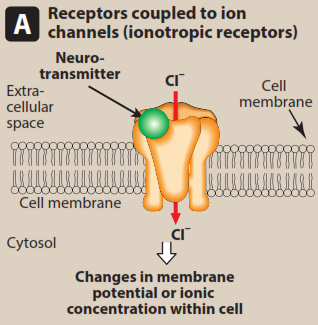 A
Receptors coupled to ion
channels (ionotropic receptors)
Neuro-
transmitter
Cl⁻
Extra-
cellular
space
Cell
membrane
Cell membrane
Cytosol
Cl⁻
Changes in membrane
potential or ionic
concentration within cell